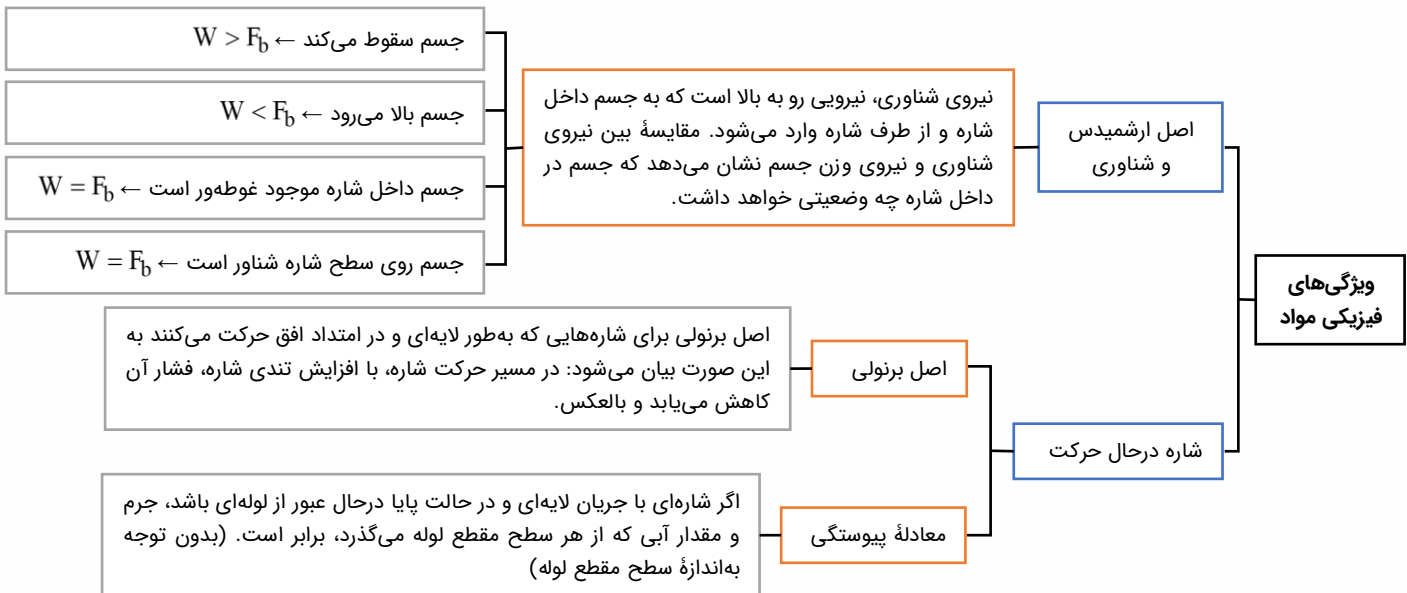 ویژگی‌های
فیزیکی مواد
اصل ارشمیدس
و شناوری
نیروی شناوری، نیرویی رو به بالا است که به جسم داخل
شاره و از طرف شاره وارد می‌شود. مقایسهٔ بین نیروی
شناوری و نیروی وزن جسم نشان می‌دهد که جسم در
داخل شاره چه وضعیتی خواهد داشت.
جسم سقوط می‌کند ← W > F_b
جسم بالا می‌رود ← W < F_b
جسم داخل شاره موجود غوطه‌ور است ← W = F_b
جسم روی سطح شاره شناور است ← W = F_b
شاره درحال حرکت
اصل برنولی
اصل برنولی برای شاره‌هایی که به‌طور لایه‌ای و در امتداد افق حرکت می‌کنند به
این صورت بیان می‌شود: در مسیر حرکت شاره، با افزایش تندی شاره، فشار آن
کاهش می‌یابد و بالعکس.
معادلهٔ پیوستگی
اگر شاره‌ای با جریان لایه‌ای و در حالت پایا درحال عبور از لوله‌ای باشد، جرم
و مقدار آبی که از هر سطح مقطع لوله می‌گذرد، برابر است. (بدون توجه
به‌اندازهٔ سطح مقطع لوله)